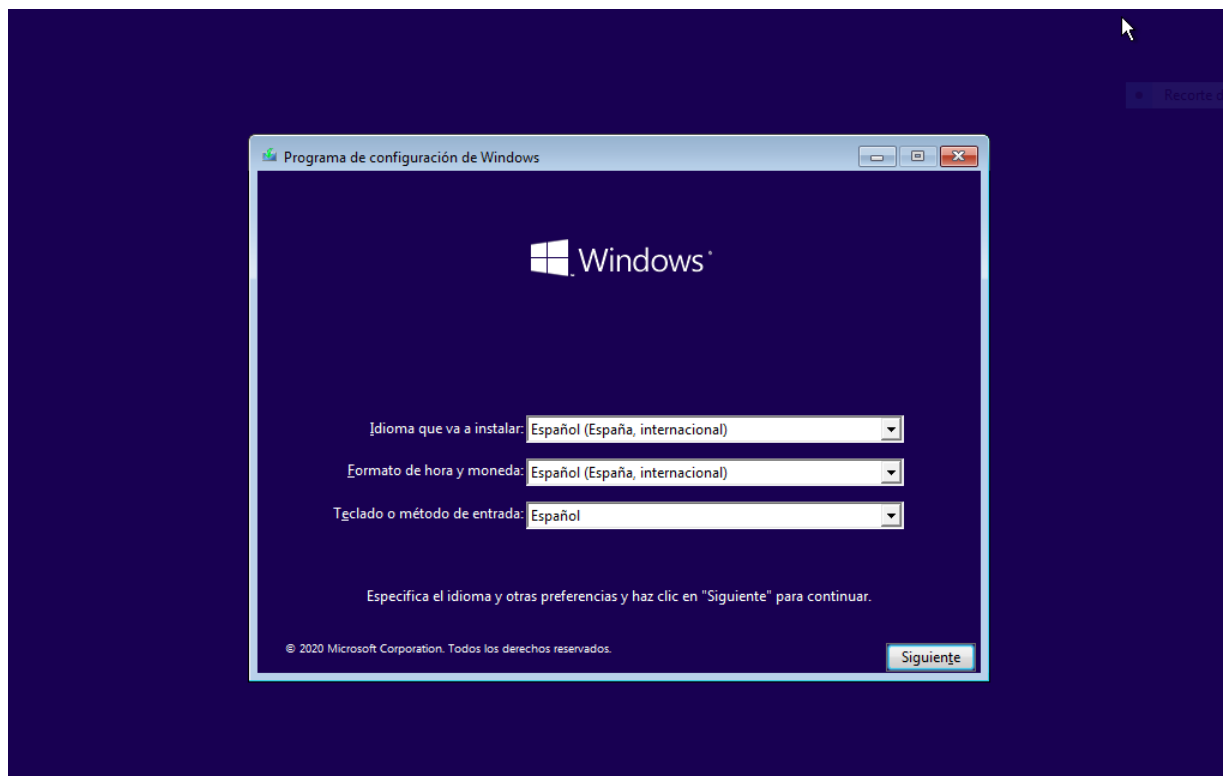 Recorte d
Programa de configuración de Windows
Windows
Idioma que va a instalar: Español (España, internacional)
Formato de hora y moneda: Español (España, internacional)
Teclado o método de entrada: Español
Especifica el idioma y otras preferencias y haz clic en "Siguiente" para continuar.
© 2020 Microsoft Corporation. Todos los derechos reservados.
Siguiente